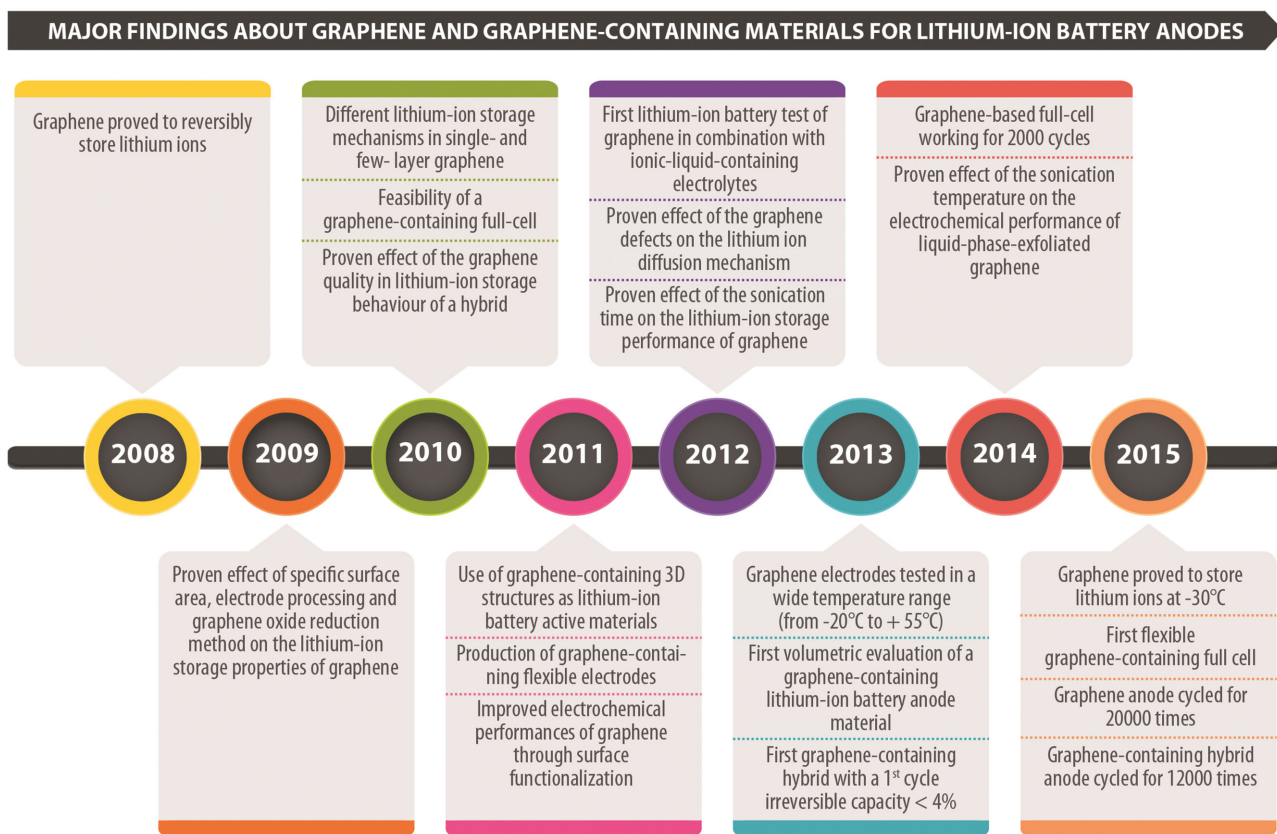 MAJOR FINDINGS ABOUT GRAPHENE AND GRAPHENE-CONTAINING MATERIALS FOR LITHIUM-ION BATTERY ANODES
Graphene proved to reversibly
store lithium ions
Different lithium-ion storage
mechanisms in single- and
few- layer graphene
Feasibility of a
graphene-containing full-cell
Proven effect of the graphene
quality in lithium-ion storage
behaviour of a hybrid
First lithium-ion battery test of
graphene in combination with
ionic-liquid-containing
electrolytes
Proven effect of the graphene
defects on the lithium ion
diffusion mechanism
Proven effect of the sonication
time on the lithium-ion storage
performance of graphene
Graphene-based full-cell
working for 2000 cycles
Proven effect of the sonication
temperature on the
electrochemical performance of
liquid-phase-exfoliated
graphene
2008
2009
2010
2011
2012
2013
2014
2015
Proven effect of specific surface
area, electrode processing and
graphene oxide reduction
method on the lithium-ion
storage properties of graphene
Use of graphene-containing 3D
structures as lithium-ion
battery active materials
Production of graphene-contai-
ning flexible electrodes
Improved electrochemical
performances of graphene
through surface
functionalization
Graphene electrodes tested in a
wide temperature range
(from -20°C to + 55°C)
First volumetric evaluation of a
graphene-containing
lithium-ion battery anode
material
First graphene-containing
hybrid with a 1st cycle
irreversible capacity < 4%
Graphene proved to store
lithium ions at -30°C
First flexible
graphene-containing full cell
Graphene anode cycled for
20000 times
Graphene-containing hybrid
anode cycled for 12000 times